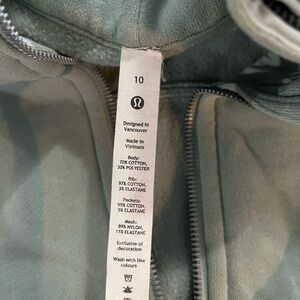 10
Designed in
Vancouver
Made in
Vietnam
Body:
70% COTTON,
30% POLYESTER
Rib:
97% COTTON,
3% ELASTANE
Pockets:
95% COTTON,
5% ELASTANE
Mesh:
89% NYLON,
11% ELASTANE
Exclusive of
decoration
Wash with like
colours